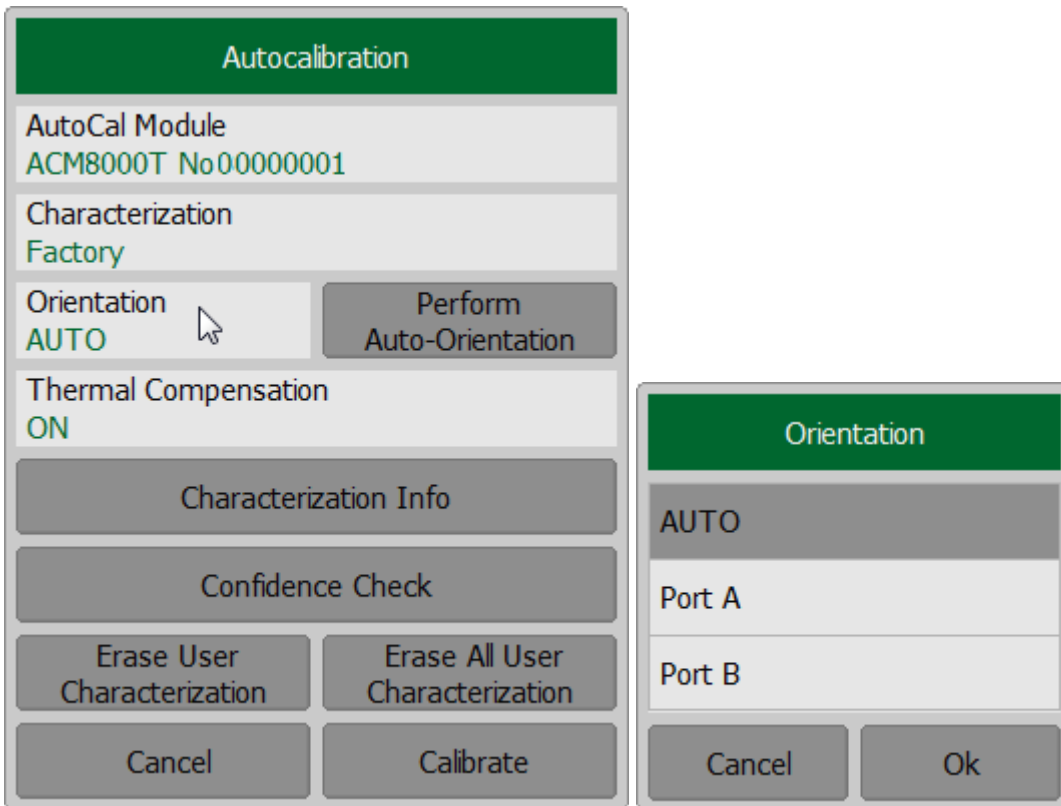 Autocalibration
AutoCal Module
ACM8000T No00000001
Characterization
Factory
Orientation
AUTO
Perform
Auto-Orientation
Thermal Compensation
ON
Characterization Info
Confidence Check
Erase User
Characterization
Erase All User
Characterization
Cancel
Calibrate
Orientation
AUTO
Port A
Port B
Cancel
Ok